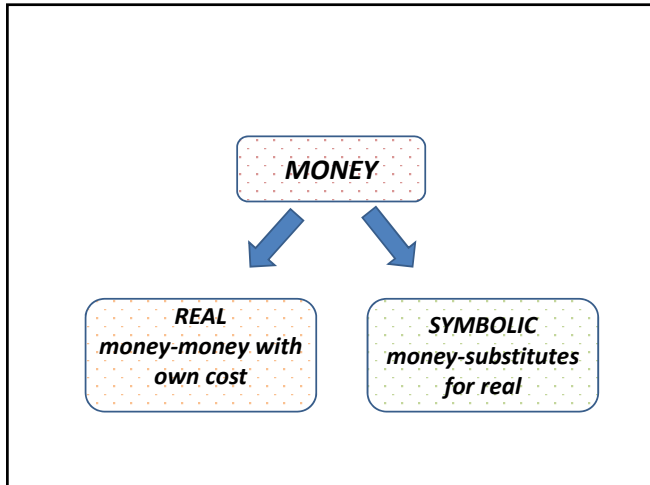 MONEY
REAL
money-money with
own cost
SYMBOLIC
money-substitutes
for real